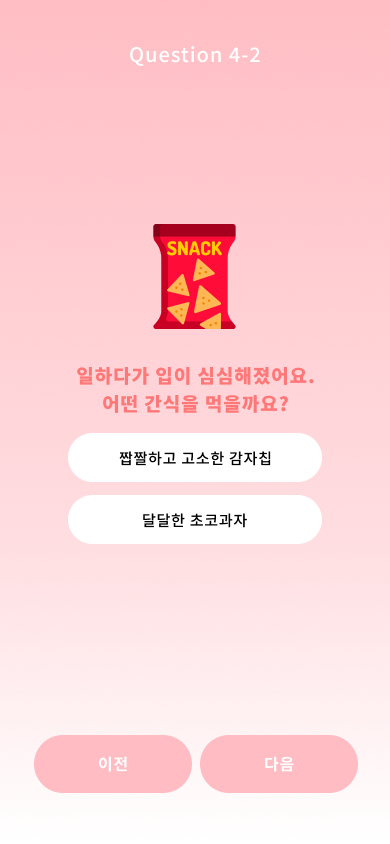 Question 4-2
SNACK
일하다가 입이 심심해졌어요.
어떤 간식을 먹을까요?
짭짤하고 고소한 감자칩
달달한 초코과자
이전
다음